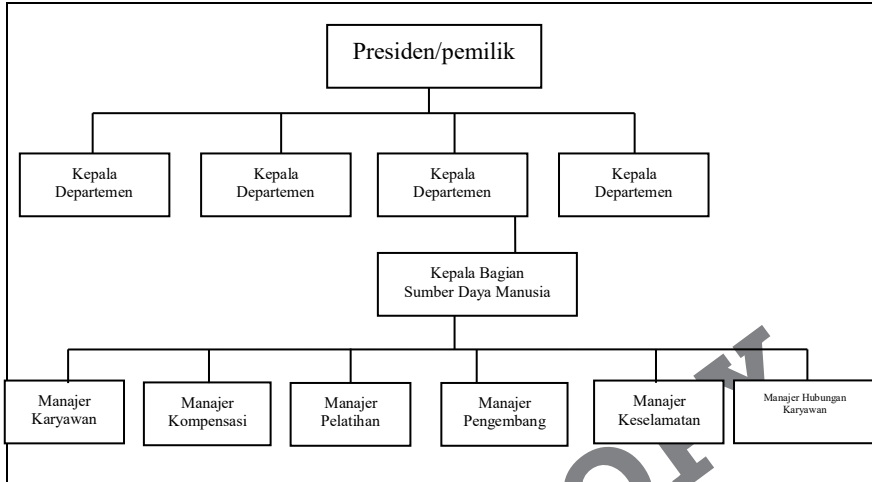 Presiden/pemilik
Kepala
Departemen
Kepala
Departemen
Kepala
Departemen
Kepala
Departemen
Kepala Bagian
Sumber Daya Manusia
Manajer
Karyawan
Manajer
Kompensasi
Manajer
Pelatihan
Manajer
Pengembang
Manajer
Keselamatan
Manajer Hubungan
Karyawan